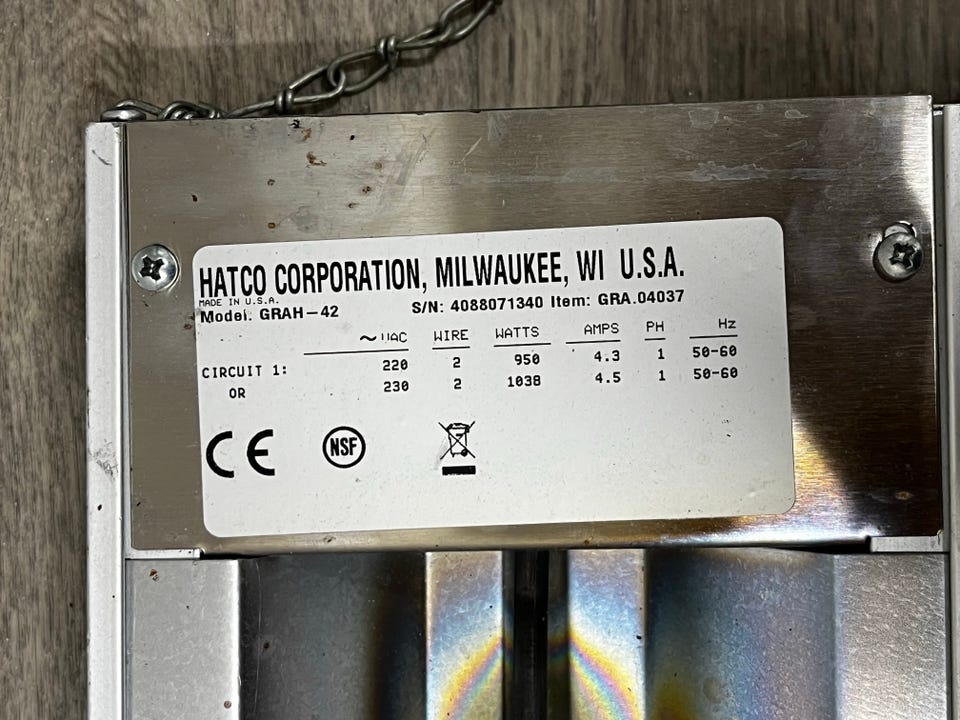 HATCO CORPORATION, MILWAUKEE, WI U.S.A.
MADE IN U.S.A.
Model: GRAH-42 S/N: 4088071340 Item: GRA.04037
~ VAC WIRE WATTS AMPS PH Hz
CIRCUIT 1: 220 2 950 4.3 1 50-60
OR 230 2 1038 4.5 1 50-60
CE NSF